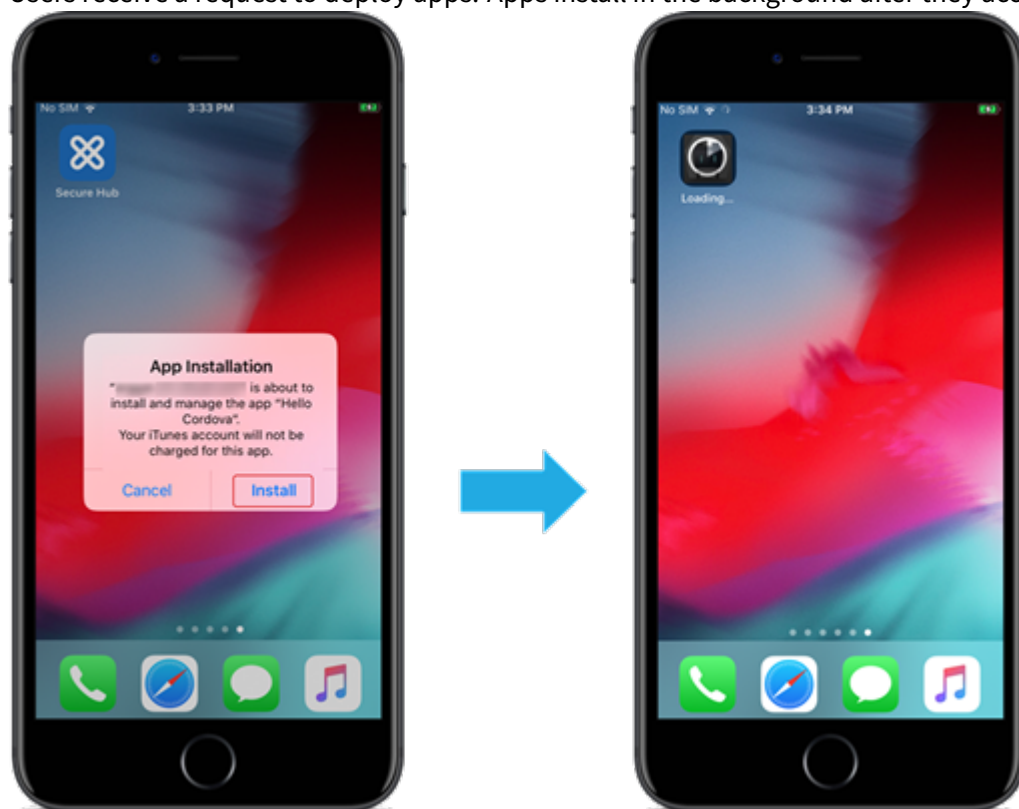 receive a request to deploy apps. Apps install in the background after they
No SIM
3:33 PM
Secure Hub
App Installation
" is about to
install and manage the app "Hello
Cordova".
Your iTunes account will not be
charged for this app.
Cancel
Install
No SIM
3:34 PM
Loading...